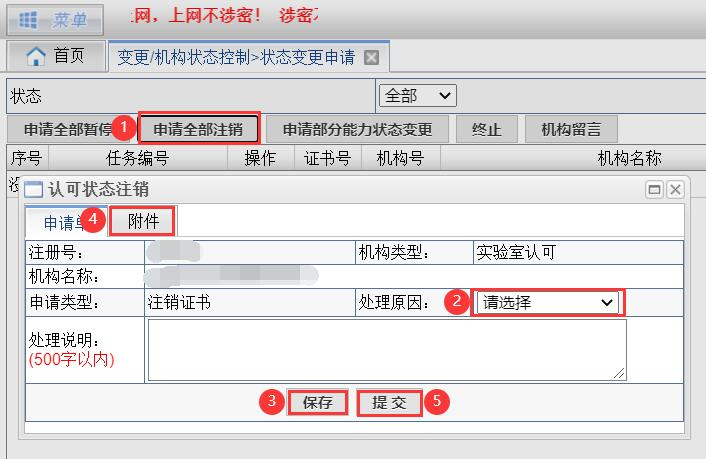 菜单
网，上网不涉密！ 涉密
首页 变更/机构状态控制>状态变更申请
状态 全部
申请全部暂停 1 申请全部注销 申请部分能力状态变更 终止 机构留言
序号 任务编号 操作 证书号 机构号 机构名称
认可状态注销
申请单 4 附件
注册号： 机构类型： 实验室认可
机构名称：
申请类型： 注销证书 处理原因： 2 请选择
处理说明：
(500字以内)
3 保存 提交 5